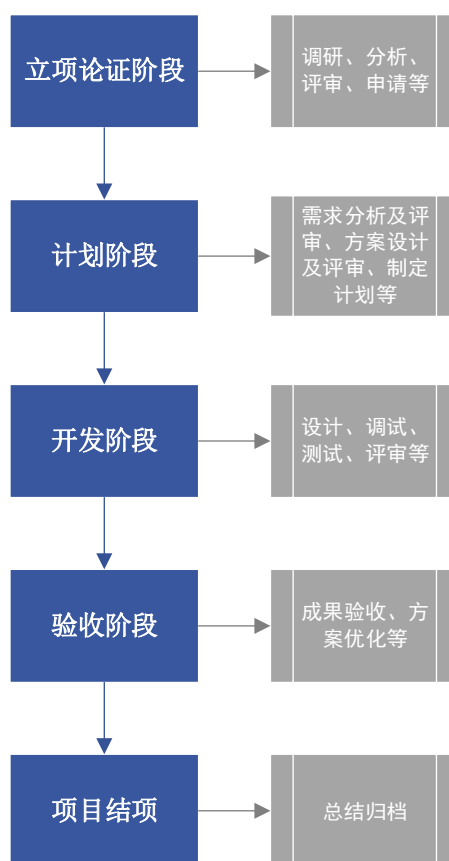 立项论证阶段
调研、分析、
评审、申请等
计划阶段
需求分析及评
审、方案设计
及评审、制定
计划等
开发阶段
设计、调试、
测试、评审等
验收阶段
成果验收、方
案优化等
项目结项
总结归档